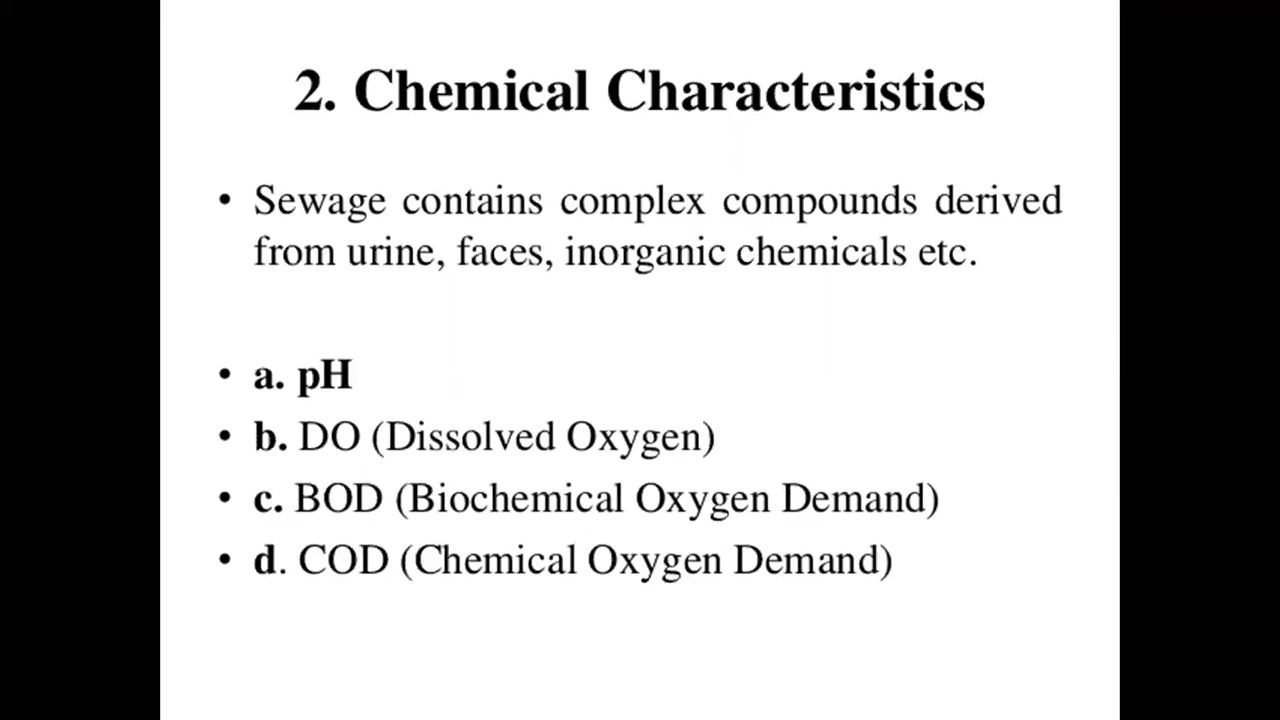 2. Chemical Characteristics
• Sewage contains complex compounds derived
from urine, faces, inorganic chemicals etc.
• a. pH
• b. DO (Dissolved Oxygen)
• c. BOD (Biochemical Oxygen Demand)
• d. COD (Chemical Oxygen Demand)